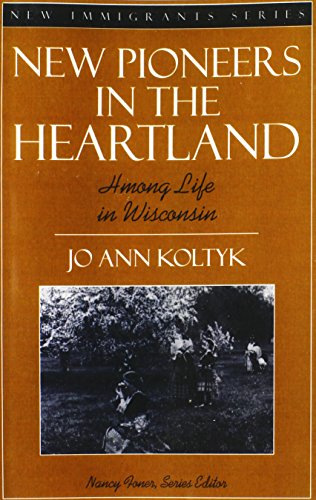 NEW IMMIGRANTS SERIES
NEW PIONEERS
IN THE
HEARTLAND
Hmong Life
in Wisconsin
JO ANN KOLTYK
Nancy Foner, Series Editor